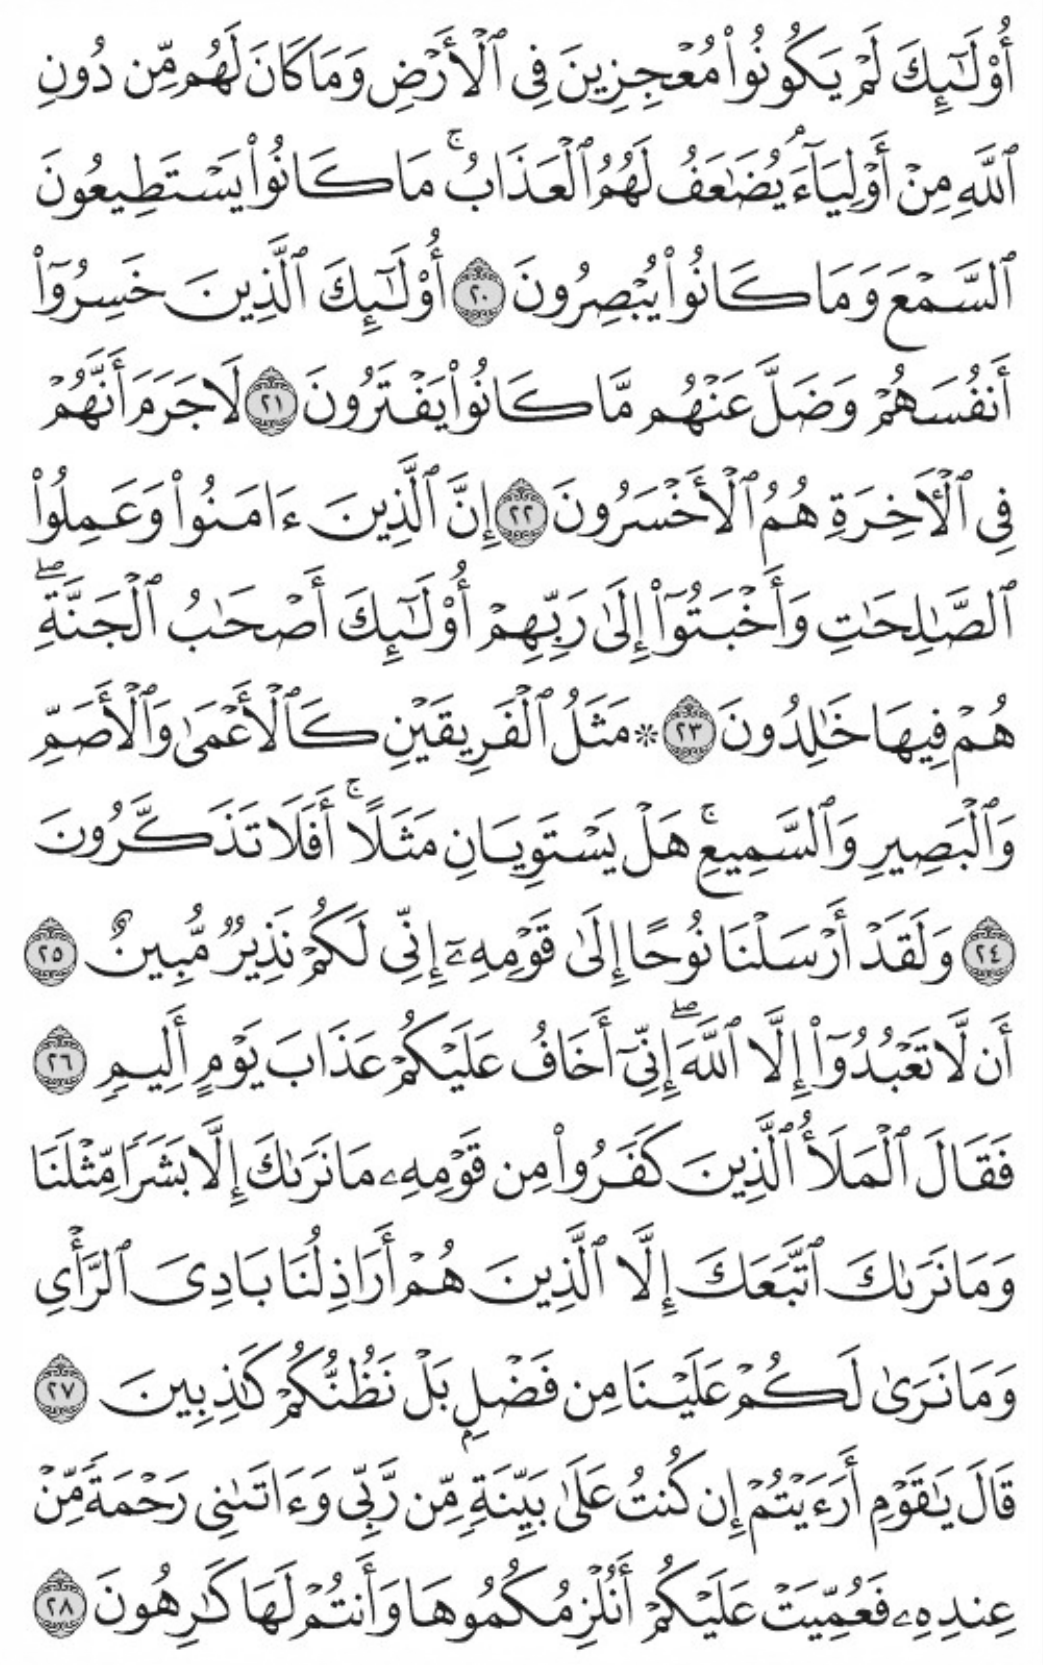 أُوْلَٰٓئِكَ لَمۡ يَكُونُواْ مُعۡجِزِينَ فِي ٱلۡأَرۡضِ وَمَا كَانَ لَهُم مِّن دُونِ
ٱللَّهِ مِنۡ أَوۡلِيَآءَۘ يُضَٰعَفُ لَهُمُ ٱلۡعَذَابُۚ مَا كَانُواْ يَسۡتَطِيعُونَ
ٱلسَّمۡعَ وَمَا كَانُواْ يُبۡصِرُونَ ٢٠ أُوْلَٰٓئِكَ ٱلَّذِينَ خَسِرُوٓاْ
أَنفُسَهُمۡ وَضَلَّ عَنۡهُم مَّا كَانُواْ يَفۡتَرُونَ ٢١ لَا جَرَمَ أَنَّهُمۡ
فِي ٱلۡأٓخِرَةِ هُمُ ٱلۡأَخۡسَرُونَ ٢٢ إِنَّ ٱلَّذِينَ ءَامَنُواْ وَعَمِلُواْ
ٱلصَّٰلِحَٰتِ وَأَخۡبَتُوٓاْ إِلَىٰ رَبِّهِمۡ أُوْلَٰٓئِكَ أَصۡحَٰبُ ٱلۡجَنَّةِۖ
هُمۡ فِيهَا خَٰلِدُونَ ٢٣ ۞ مَثَلُ ٱلۡفَرِيقَيۡنِ كَٱلۡأَعۡمَىٰ وَٱلۡأَصَمِّ
وَٱلۡبَصِيرِ وَٱلسَّمِيعِۚ هَلۡ يَسۡتَوِيَانِ مَثَلًاۚ أَفَلَا تَذَكَّرُونَ
٢٤ وَلَقَدۡ أَرۡسَلۡنَا نُوحًا إِلَىٰ قَوۡمِهِۦٓ إِنِّي لَكُمۡ نَذِيرٞ مُّبِينٌ ٢٥
أَن لَّا تَعۡبُدُوٓاْ إِلَّا ٱللَّهَۖ إِنِّيٓ أَخَافُ عَلَيۡكُمۡ عَذَابَ يَوۡمٍ أَلِيمٖ ٢٦
فَقَالَ ٱلۡمَلَأُ ٱلَّذِينَ كَفَرُواْ مِن قَوۡمِهِۦ مَا نَرَىٰكَ إِلَّا بَشَرٗا مِّثۡلَنَا
وَمَا نَرَىٰكَ ٱتَّبَعَكَ إِلَّا ٱلَّذِينَ هُمۡ أَرَاذِلُنَا بَادِيَ ٱلرَّأۡيِ
وَمَا نَرَىٰ لَكُمۡ عَلَيۡنَا مِن فَضۡلِۭ بَلۡ نَظُنُّكُمۡ كَٰذِبِينَ ٢٧
قَالَ يَٰقَوۡمِ أَرَءَيۡتُمۡ إِن كُنتُ عَلَىٰ بَيِّنَةٖ مِّن رَّبِّي وَءَاتَىٰنِي رَحۡمَةٗ مِّنۡ
عِندِهِۦ فَعُمِّيَتۡ عَلَيۡكُمۡ أَنُلۡزِمُكُمُوهَا وَأَنتُمۡ لَهَا كَٰرِهُونَ ٢٨